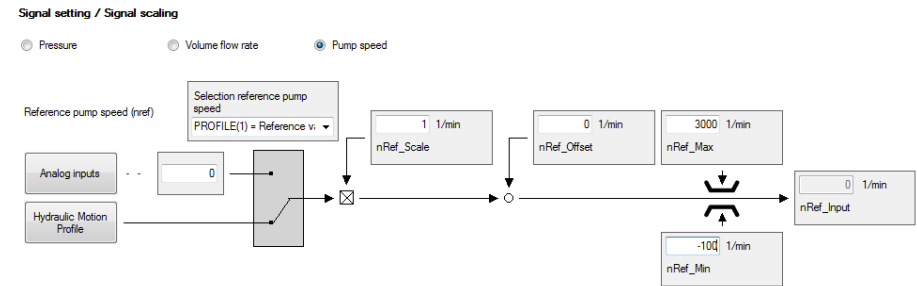 Signal setting / Signal scaling
Pressure
Volume flow rate
Pump speed
Reference pump speed (nref)
Selection reference pump
speed
PROFILE(1) = Reference
1 1/min
nRef_Scale
0 1/min
nRef_Offset
3000 1/min
nRef_Max
Analog inputs
- -
0
Hydraulic Motion
Profile
0 1/min
nRef_Input
-100 1/min
nRef_Min